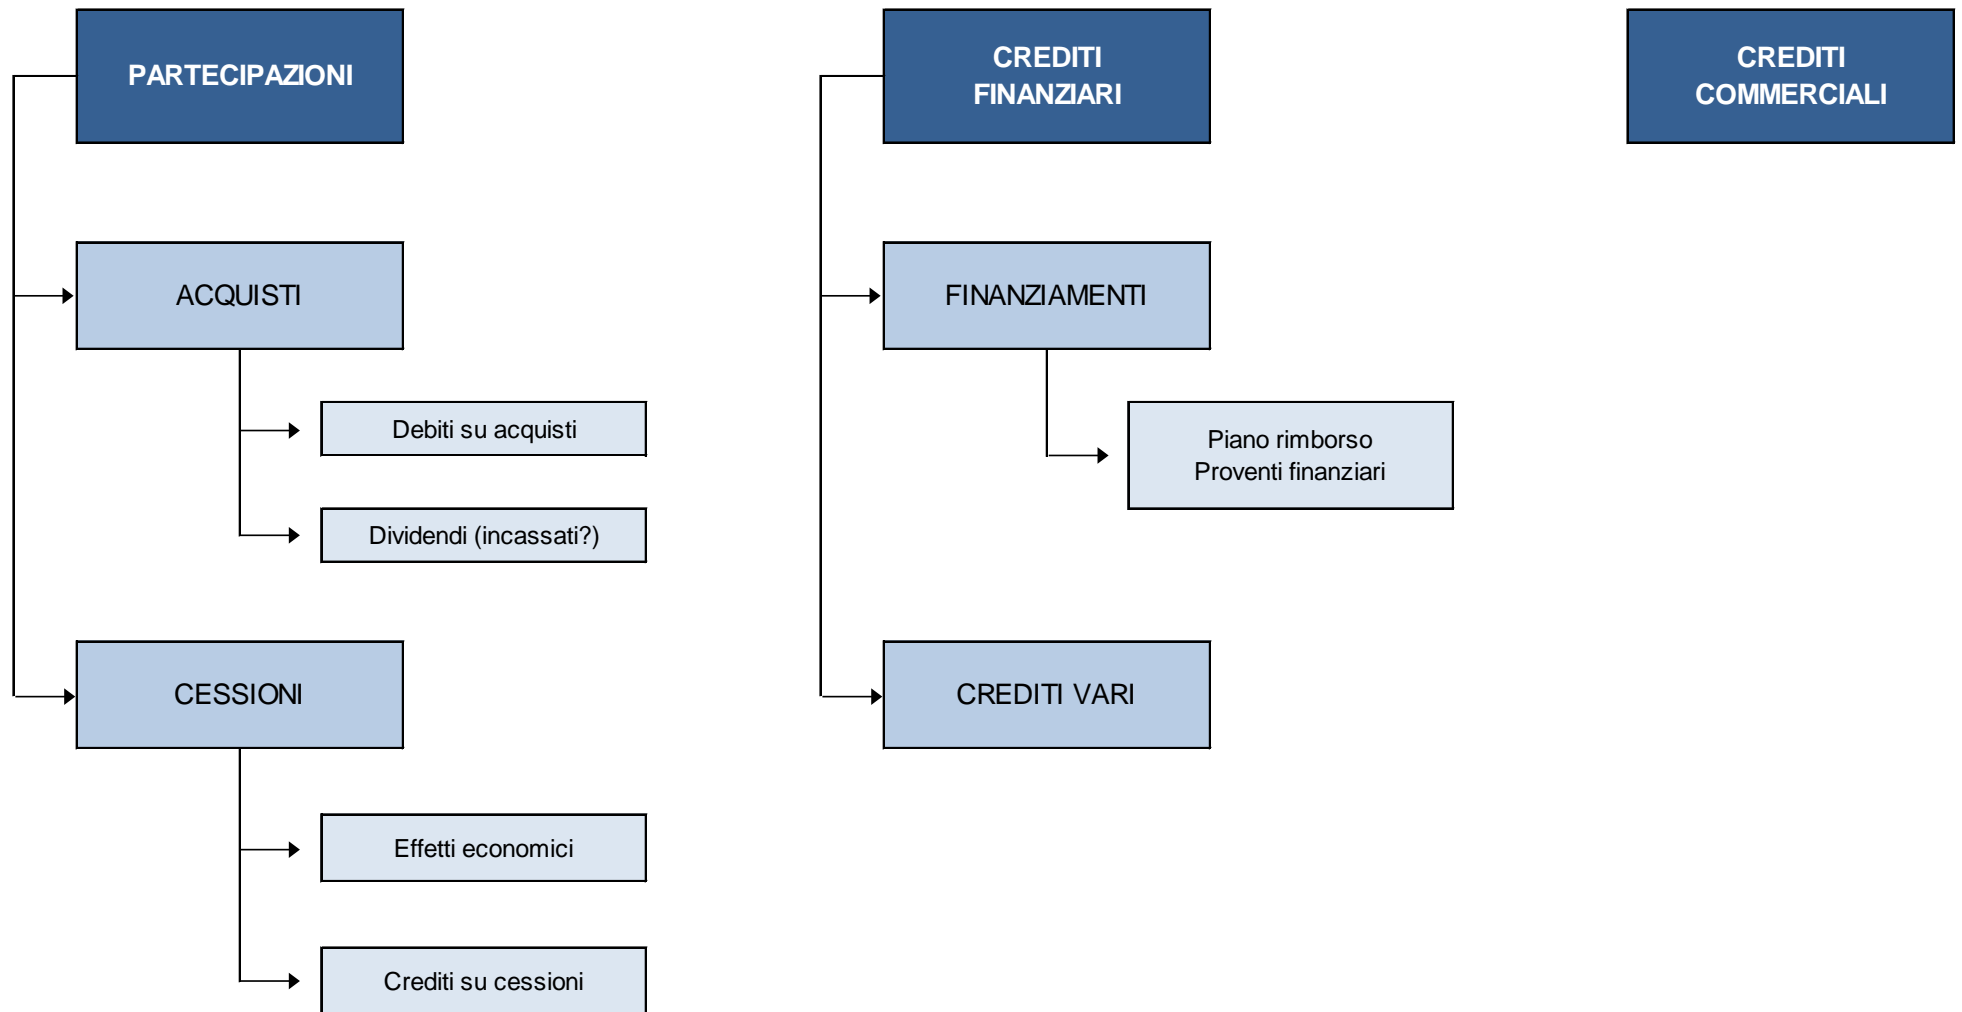 PARTECIPAZIONI
CREDITI
FINANZIARI
CREDITI
COMMERCIALI
ACQUISTI
FINANZIAMENTI
Debiti su acquisti
Piano rimborso
Proventi finanziari
Dividendi (incassati?)
CESSIONI
CREDITI VARI
Effetti economici
Crediti su cessioni